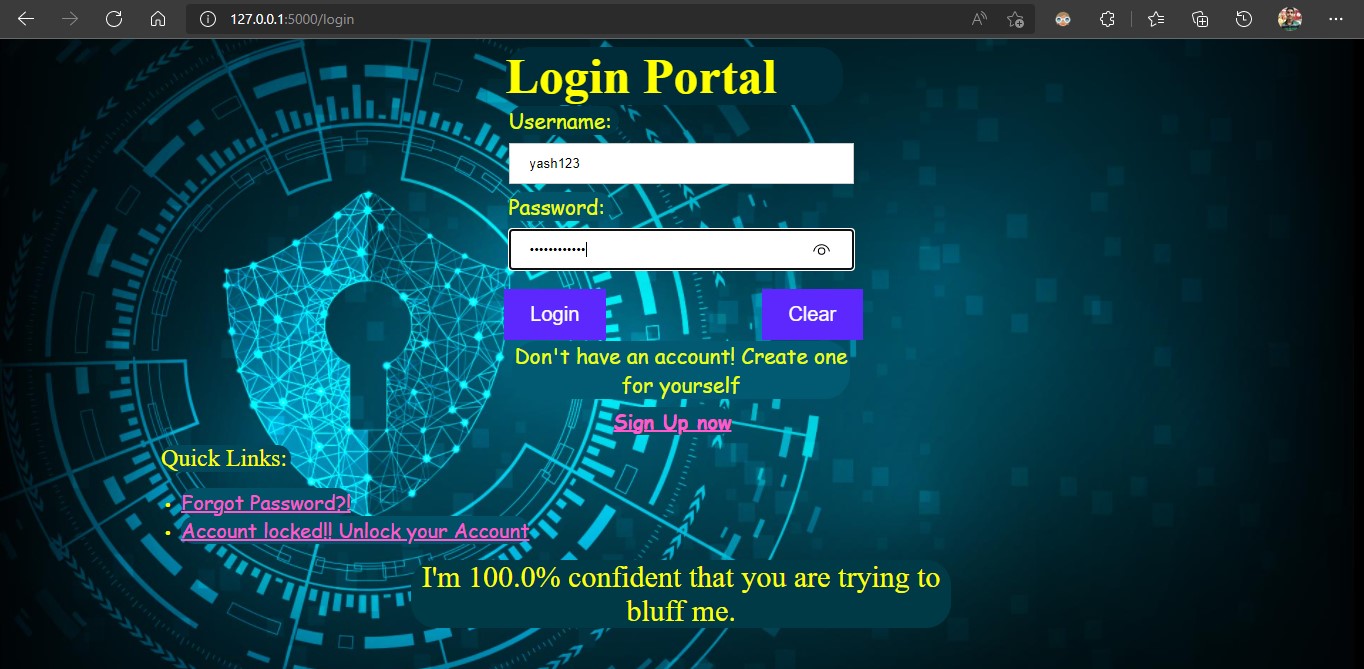 127.0.0.1:5000/login
Login Portal
Username:
yash123
Password:
••••••••••••
Login
Clear
Don't have an account! Create one
for yourself
Sign Up now
Quick Links:
• Forgot Password?!
• Account locked!! Unlock your Account
I'm 100.0% confident that you are trying to
bluff me.